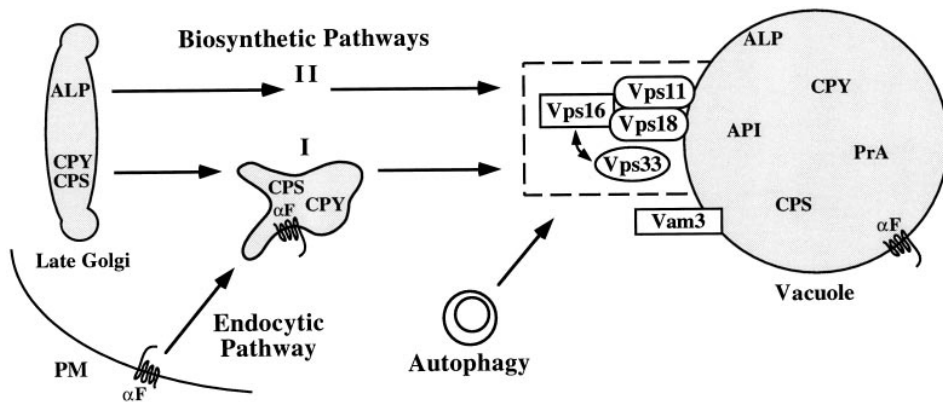 Biosynthetic Pathways
II
I
ALP
CPY
CPS
Late Golgi
CPS
CPY
αF
PM
αF
Endocytic
Pathway
Autophagy
Vps16
Vps11
Vps18
Vps33
Vam3
ALP
CPY
API
PrA
CPS
αF
Vacuole